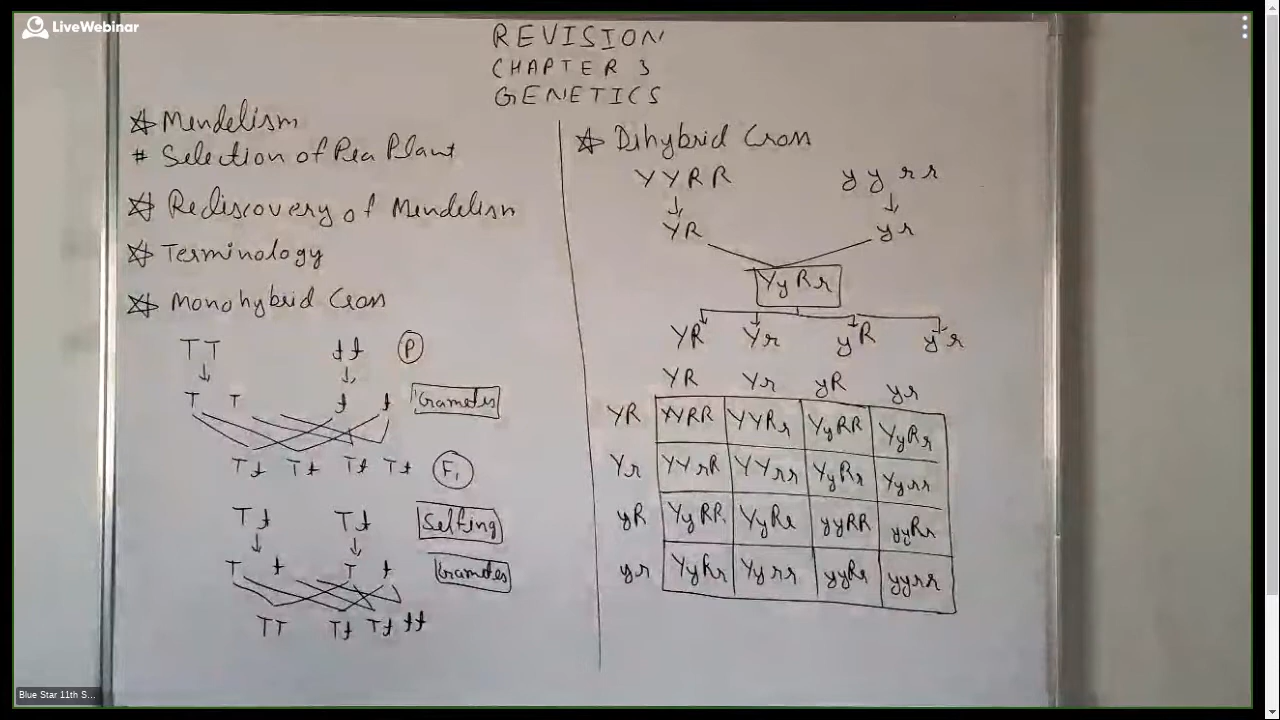 LiveWebinar
REVISION
CHAPTER 3
GENETICS
Mendelism
# Selection of Pea Plant
Rediscovery of Mendelism
Terminology
Monohybrid Cross
TT tt P
T T t t Gametes
Tt Tt Tt Tt F1
Tt Tt Selfing
T t T t Gametes
TT Tt Tt tt
Dihybrid Cross
YYRR yyrr
YR yr
YyRr
YR Yr yR yr
YR Yr yR yr
YR YYRR YYRr YyRR YyRr
Yr YYrR YYrr YyRr Yyrr
yR YyRR YyRr yyRR yyRr
yr YyRr Yyrr yyRr yyrr
Blue Star 11th S...